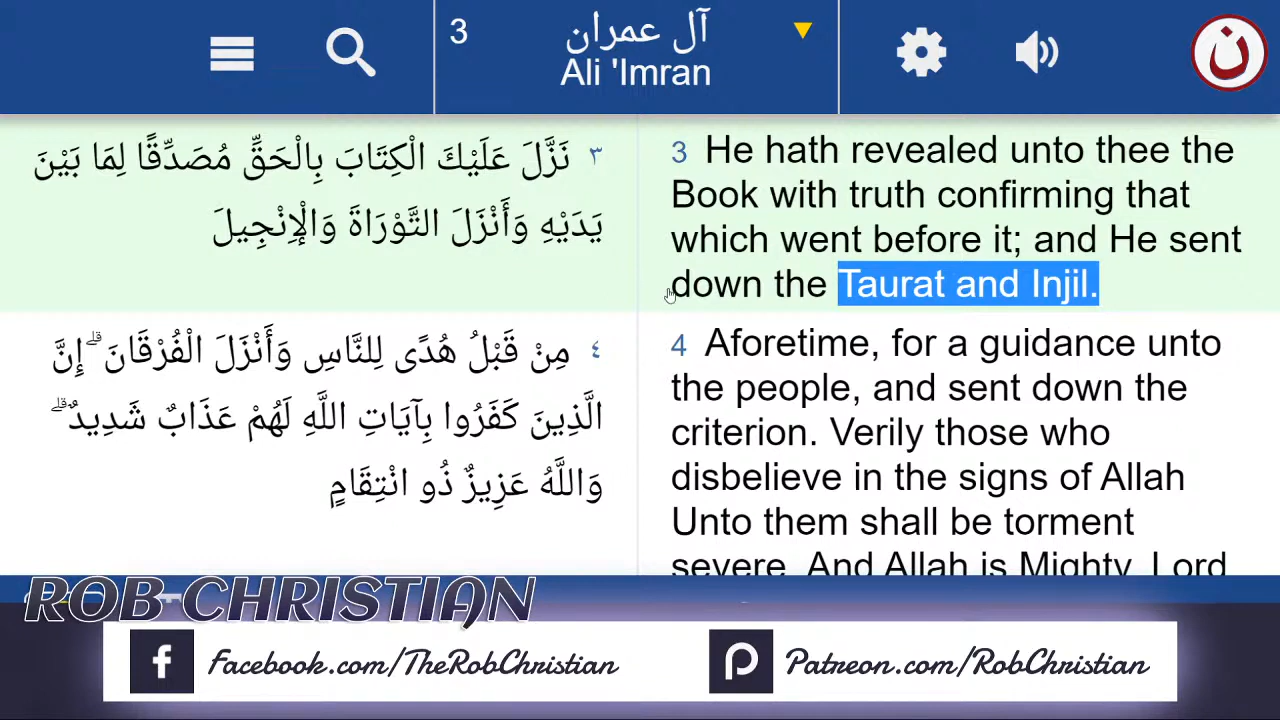 3
آل عمران
Ali 'Imran
ن
٣ نَزَّلَ عَلَيْكَ الْكِتَابَ بِالْحَقِّ مُصَدِّقًا لِمَا بَيْنَ
يَدَيْهِ وَأَنْزَلَ التَّوْرَاةَ وَالْإِنْجِيلَ
3 He hath revealed unto thee the
Book with truth confirming that
which went before it; and He sent
down the Taurat and Injil.
٤ مِنْ قَبْلُ هُدًى لِلنَّاسِ وَأَنْزَلَ الْفُرْقَانَ ۗ إِنَّ
الَّذِينَ كَفَرُوا بِآيَاتِ اللَّهِ لَهُمْ عَذَابٌ شَدِيدٌ ۗ
وَاللَّهُ عَزِيزٌ ذُو انْتِقَامٍ
4 Aforetime, for a guidance unto
the people, and sent down the
criterion. Verily those who
disbelieve in the signs of Allah
Unto them shall be torment
severe. And Allah is Mighty, Lord
ROB CHRISTIAN
Facebook.com/TheRobChristian
Patreon.com/RobChristian